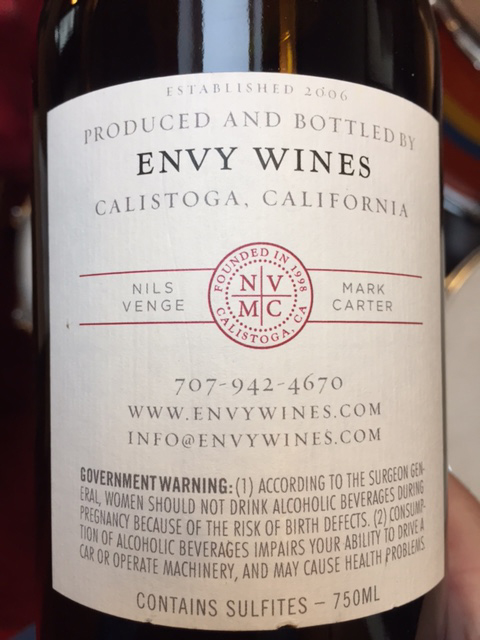 ESTABLISHED 2006
PRODUCED AND BOTTLED BY
ENVY WINES
CALISTOGA, CALIFORNIA
FOUNDED IN 1998
NILS VENGE
N V
M C
MARK CARTER
CALISTOGA, CA
707-942-4670
WWW.ENVYWINES.COM
INFO@ENVYWINES.COM
GOVERNMENT WARNING: (1) ACCORDING TO THE SURGEON GEN-
ERAL, WOMEN SHOULD NOT DRINK ALCOHOLIC BEVERAGES DURING
PREGNANCY BECAUSE OF THE RISK OF BIRTH DEFECTS. (2) CONSUMP-
TION OF ALCOHOLIC BEVERAGES IMPAIRS YOUR ABILITY TO DRIVE A
CAR OR OPERATE MACHINERY, AND MAY CAUSE HEALTH PROBLEMS.
CONTAINS SULFITES – 750ML